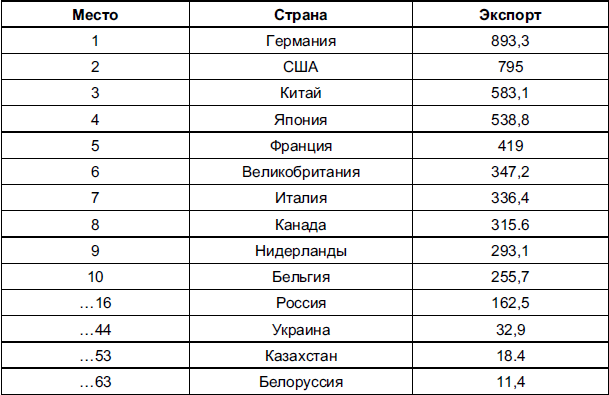 Место Страна Экспорт
1 Германия 893,3
2 США 795
3 Китай 583,1
4 Япония 538,8
5 Франция 419
6 Великобритания 347,2
7 Италия 336,4
8 Канада 315.6
9 Нидерланды 293,1
10 Бельгия 255,7
...16 Россия 162,5
...44 Украина 32,9
...53 Казахстан 18.4
...63 Белоруссия 11,4